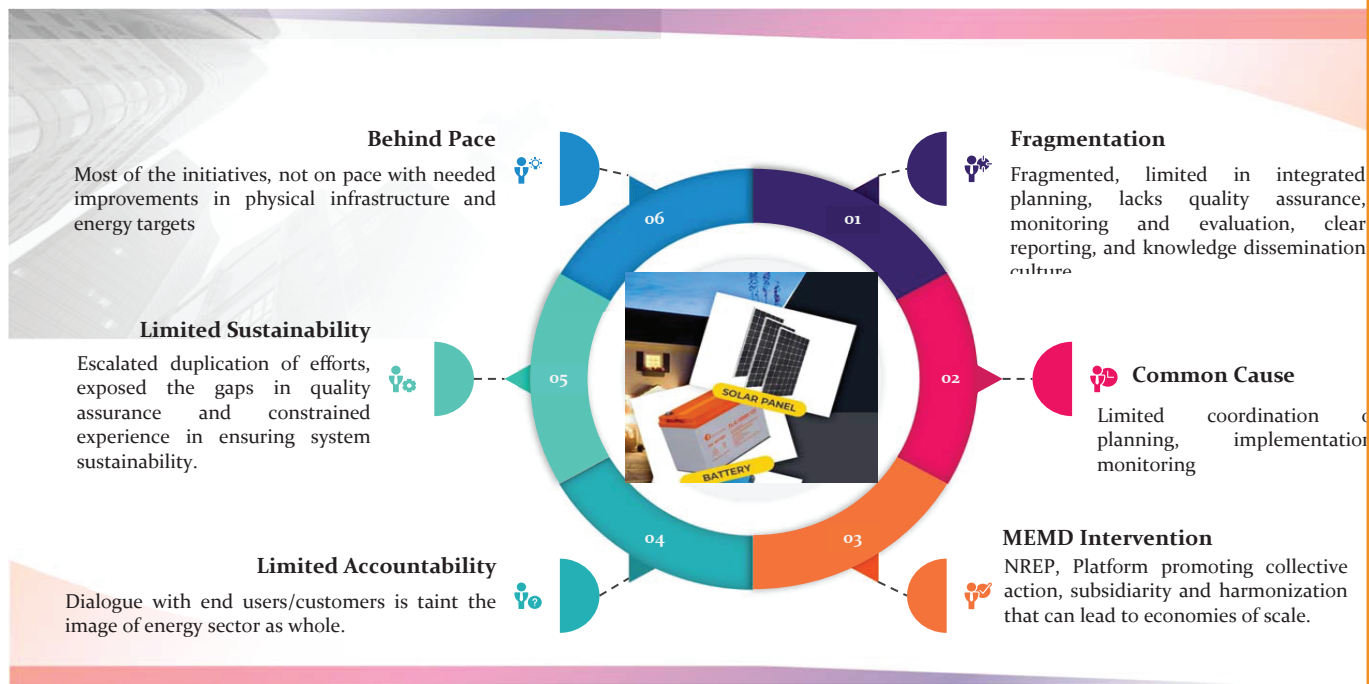 Behind Pace
Most of the initiatives, not on pace with needed
improvements in physical infrastructure and
energy targets
Fragmentation
Fragmented, limited in integrated
planning, lacks quality assurance,
monitoring and evaluation, clear
reporting, and knowledge dissemination
culture
06
01
Limited Sustainability
Escalated duplication of efforts,
exposed the gaps in quality
assurance and constrained
experience in ensuring system
sustainability.
05
02
SOLAR PANEL
BATTERY
Common Cause
Limited coordination
planning, implementation
monitoring
04
03
Limited Accountability
Dialogue with end users/customers is taint the
image of energy sector as whole.
MEMD Intervention
NREP, Platform promoting collective
action, subsidiarity and harmonization
that can lead to economies of scale.